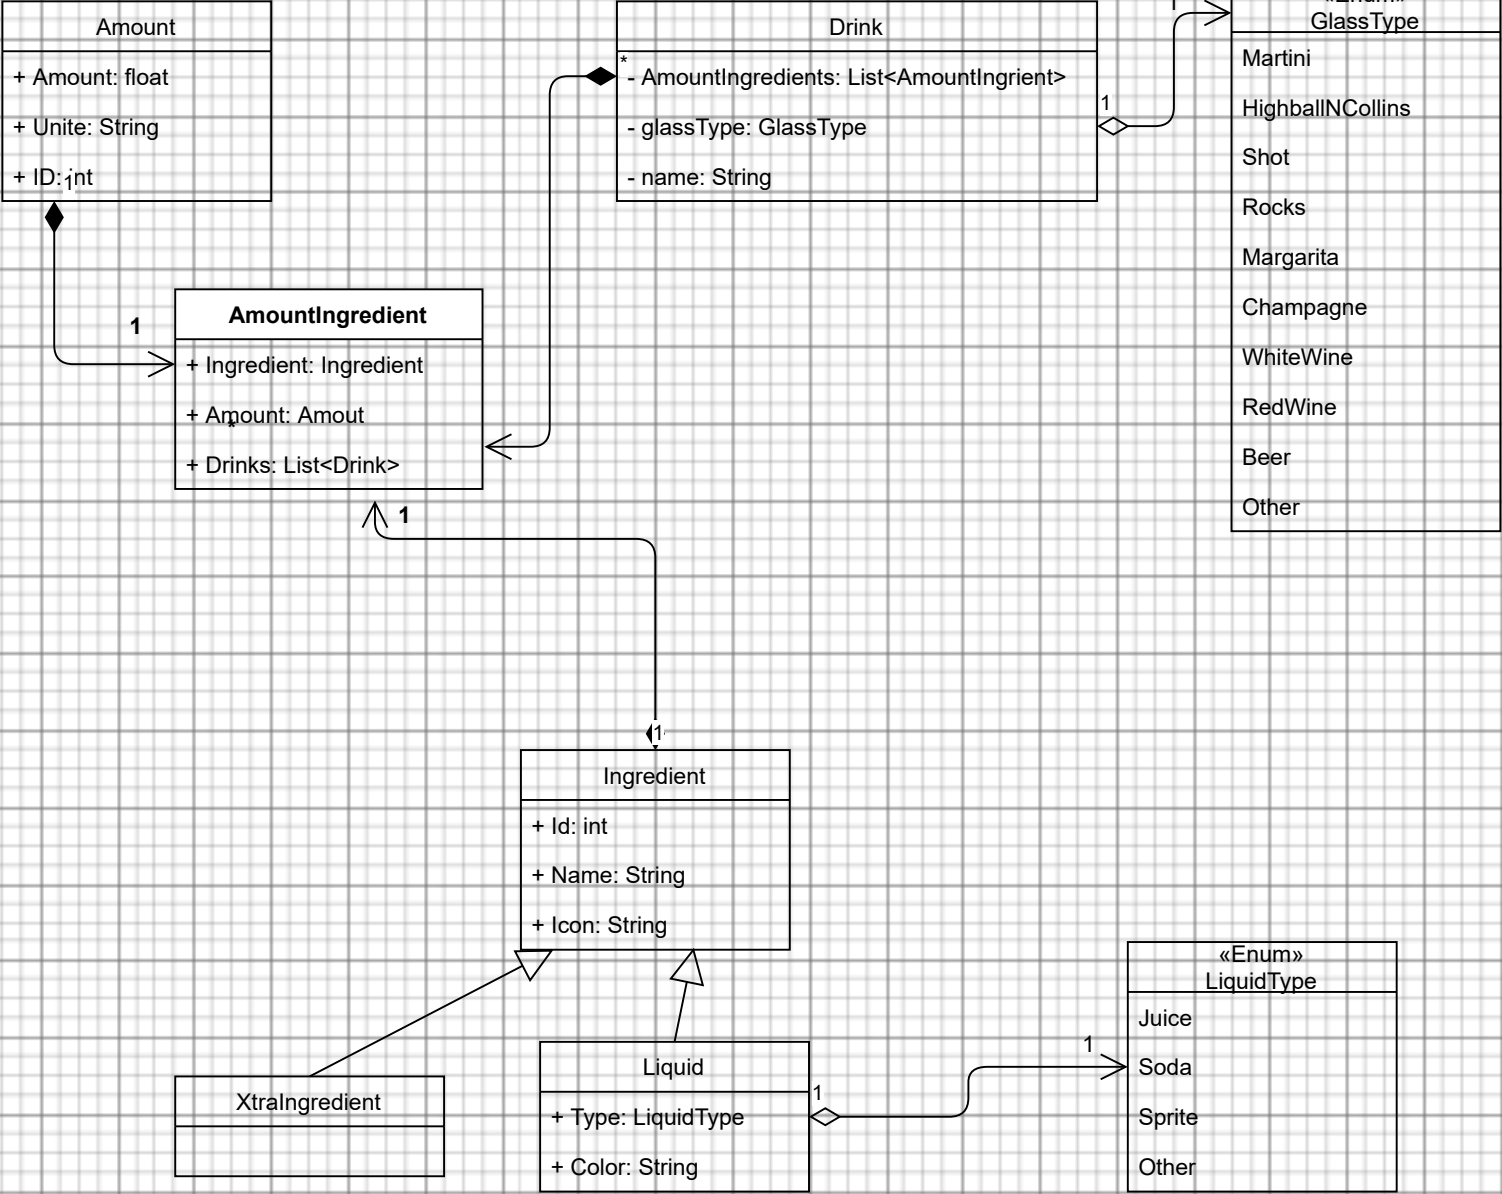 Amount
+ Amount: float
+ Unite: String
+ ID: int
1
Drink
*
- AmountIngredients: List<AmountIngrient>
- glassType: GlassType
- name: String
1
1
«Enum»
GlassType
Martini
HighballNCollins
Shot
Rocks
Margarita
Champagne
WhiteWine
RedWine
Beer
Other
1
AmountIngredient
+ Ingredient: Ingredient
+ Amount: Amout
*
+ Drinks: List<Drink>
1
1
Ingredient
+ Id: int
+ Name: String
+ Icon: String
XtraIngredient
Liquid
+ Type: LiquidType
+ Color: String
1
1
«Enum»
LiquidType
Juice
Soda
Sprite
Other